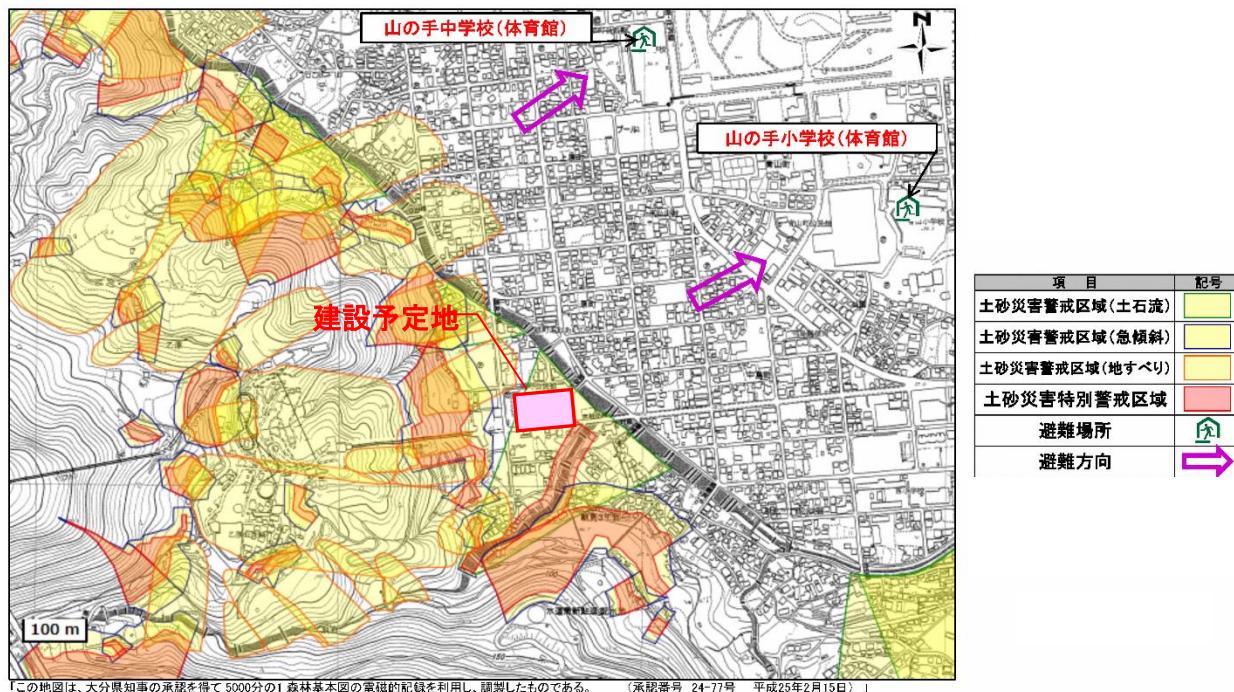 山の手中学校(体育館)
N
山の手小学校(体育館)
建設予定地
100 m
項 目 記号
土砂災害警戒区域(土石流)
土砂災害警戒区域(急傾斜)
土砂災害警戒区域(地すべり)
土砂災害特別警戒区域
避難場所
避難方向
「この地図は、大分県知事の承認を得て 5000分の1 森林基本図の電磁的記録を利用し、調製したものである。 (承認番号 24-77号 平成25年2月15日) 」